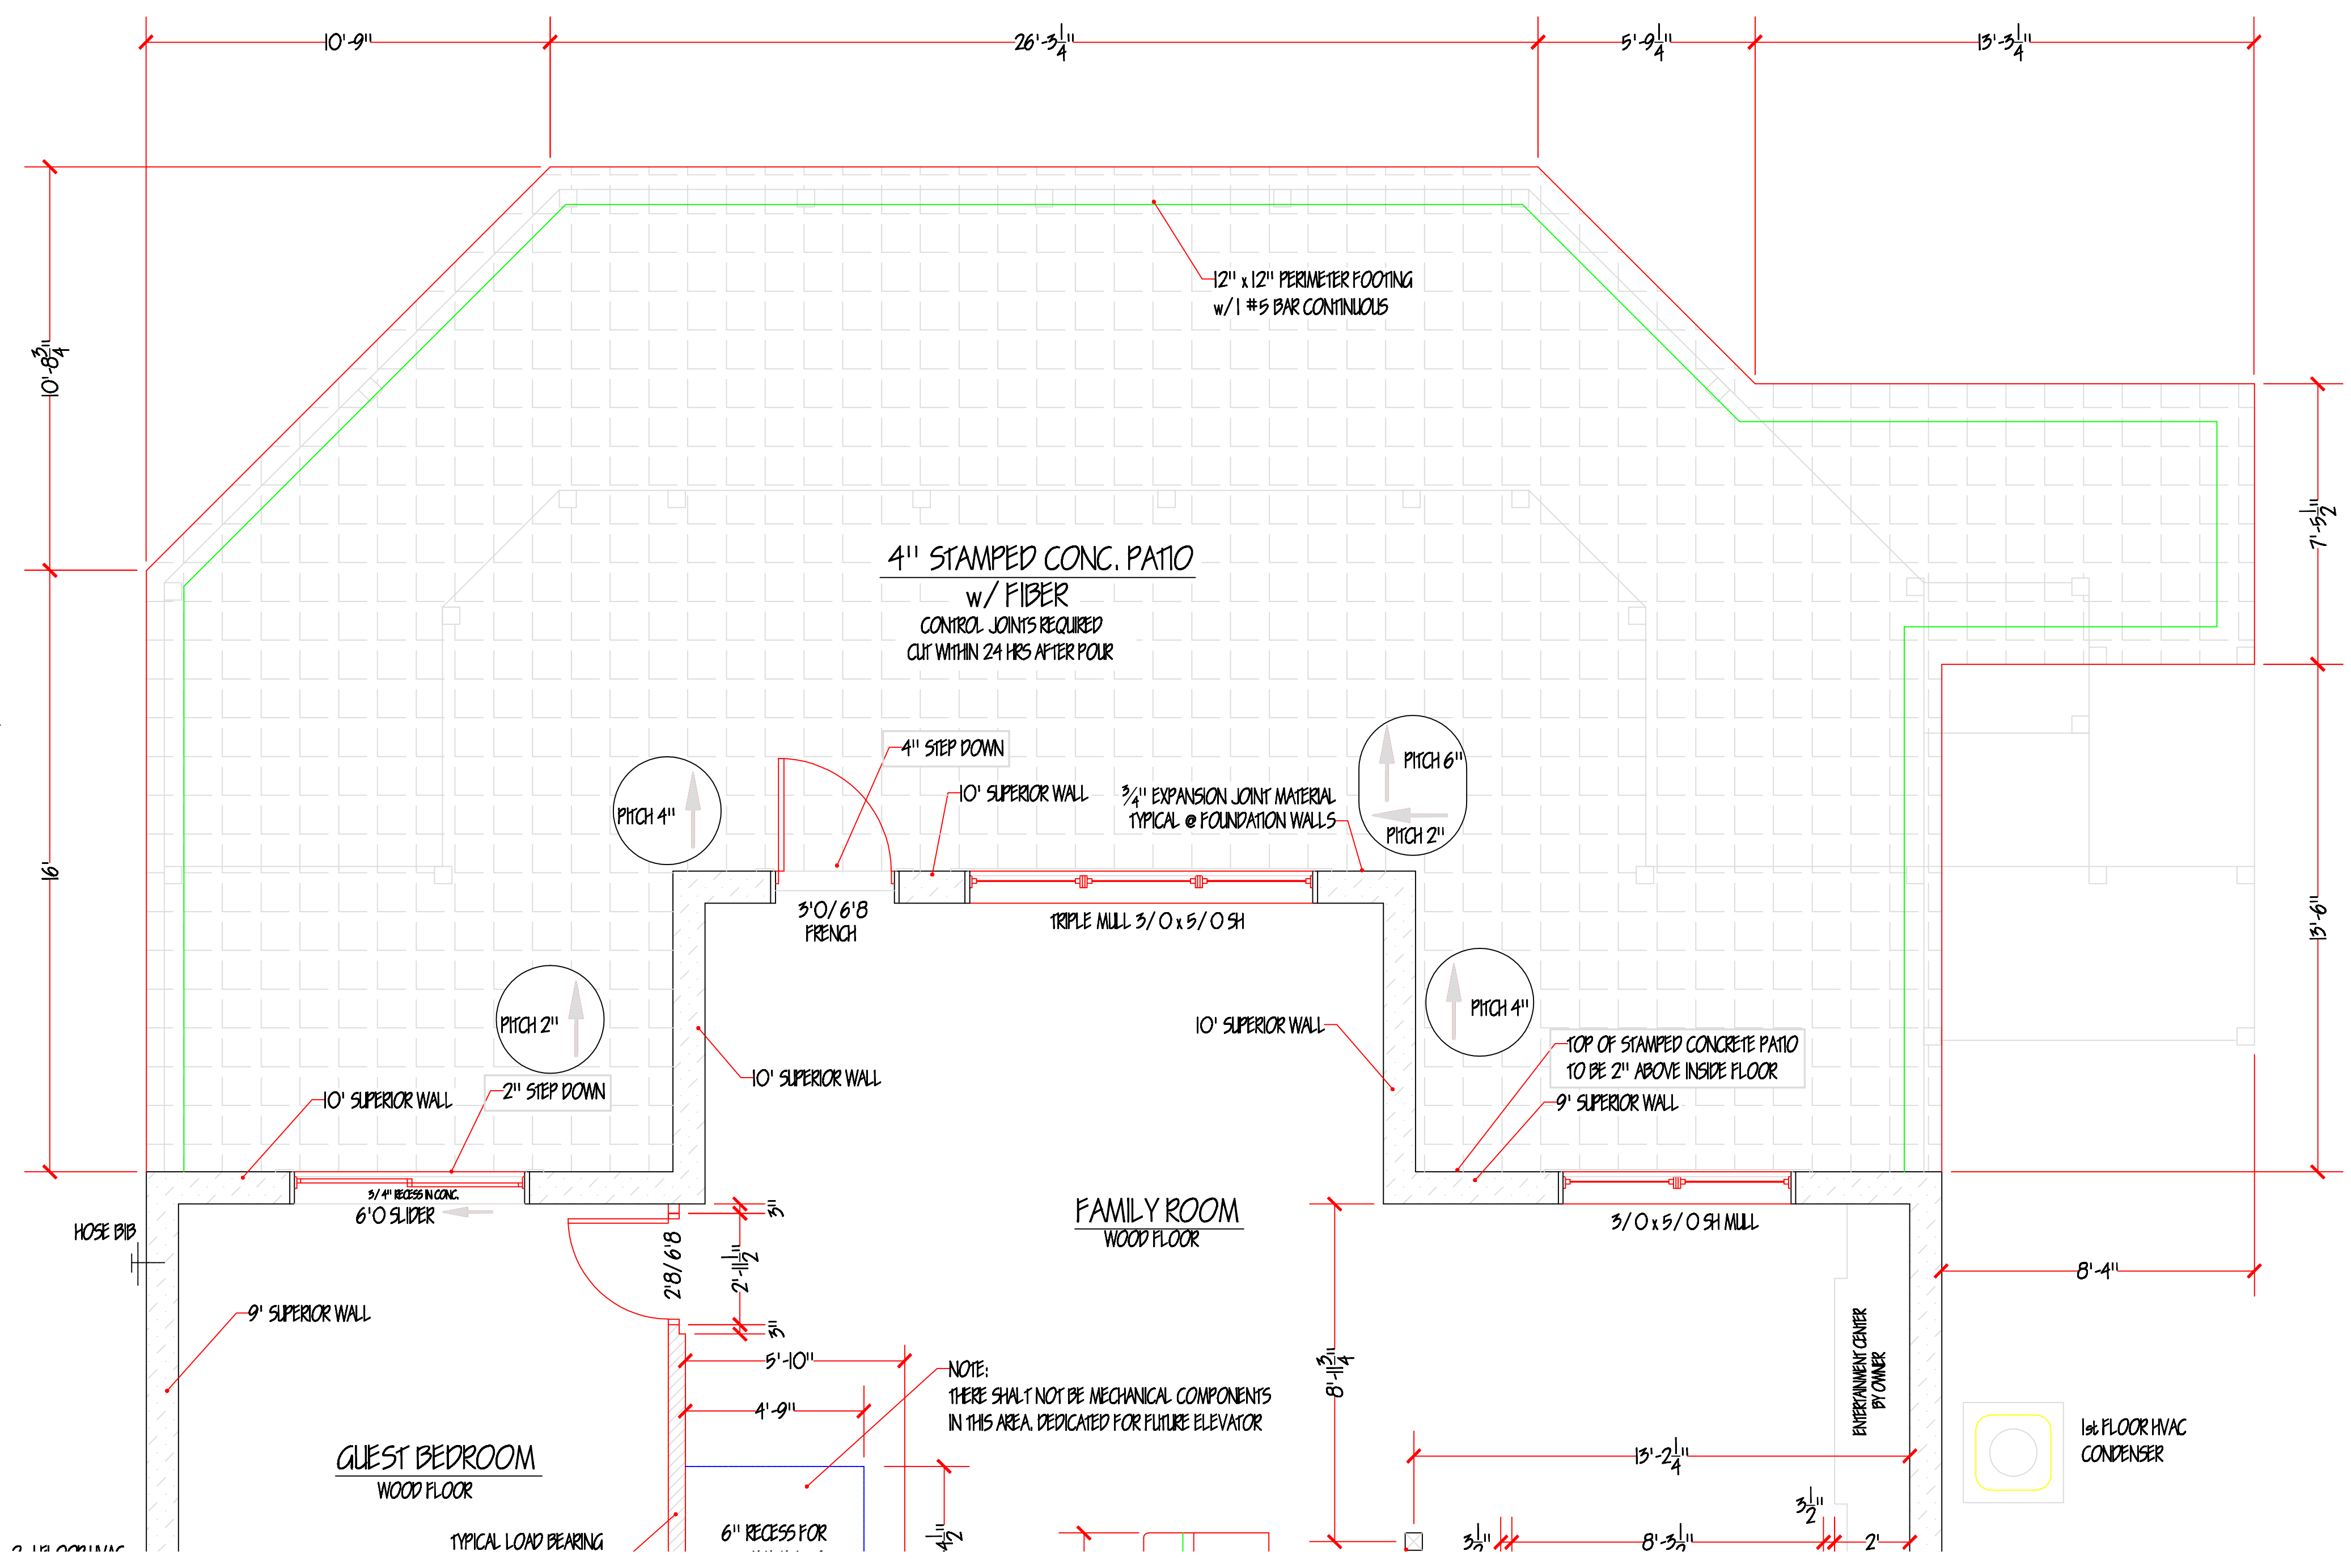 10'-9"
26'-3 1/4"
5'-9 1/4"
13'-3 1/4"
12" x 12" PERIMETER FOOTING
w/ 1 #5 BAR CONTINUOUS
10'-8 3/4"
7'-5 1/2"
4" STAMPED CONC. PATIO
w/ FIBER
CONTROL JOINTS REQUIRED
CUT WITHIN 24 HRS AFTER POUR
4" STEP DOWN
PITCH 6"
PITCH 2"
10' SUPERIOR WALL
3/4" EXPANSION JOINT MATERIAL
TYPICAL @ FOUNDATION WALLS
PITCH 4"
16'
13'-6"
3'0/6'8
FRENCH
TRIPLE MULL 3/0 x 5/0 SH
PITCH 4"
PITCH 2"
10' SUPERIOR WALL
TOP OF STAMPED CONCRETE PATIO
TO BE 2" ABOVE INSIDE FLOOR
10' SUPERIOR WALL
2" STEP DOWN
10' SUPERIOR WALL
9' SUPERIOR WALL
3/4" RECESS IN CONC.
6'0 SLIDER
HOSE BIB
3"
2'8/6'8
2'-11 1/2"
3"
FAMILY ROOM
WOOD FLOOR
3/0 x 5/0 SH MULL
8'-4"
9' SUPERIOR WALL
5'-10"
4'-9"
NOTE:
THERE SHALT NOT BE MECHANICAL COMPONENTS
IN THIS AREA. DEDICATED FOR FUTURE ELEVATOR
8'-11 3/4"
ENTERTAINMENT CENTER
BY OWNER
1st FLOOR HVAC
CONDENSER
GUEST BEDROOM
WOOD FLOOR
13'-2 1/4"
3 1/2"
TYPICAL LOAD BEARING
6" RECESS FOR
3 1/2"
2'